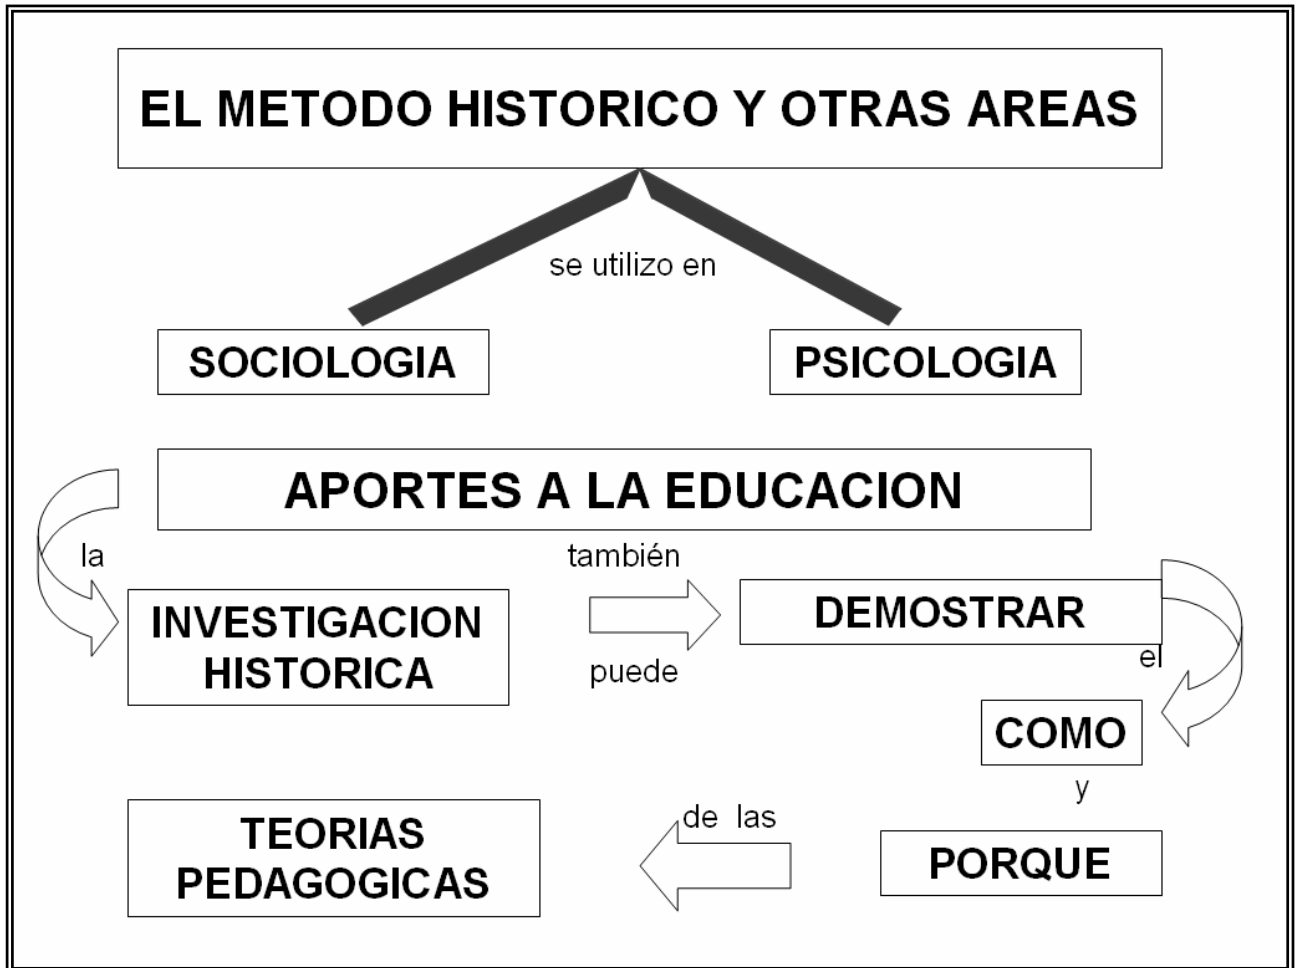 EL METODO HISTORICO Y OTRAS AREAS
se utilizo en
SOCIOLOGIA
PSICOLOGIA
APORTES A LA EDUCACION
la
INVESTIGACION
HISTORICA
también
puede
DEMOSTRAR
el
COMO
y
PORQUE
de las
TEORIAS
PEDAGOGICAS